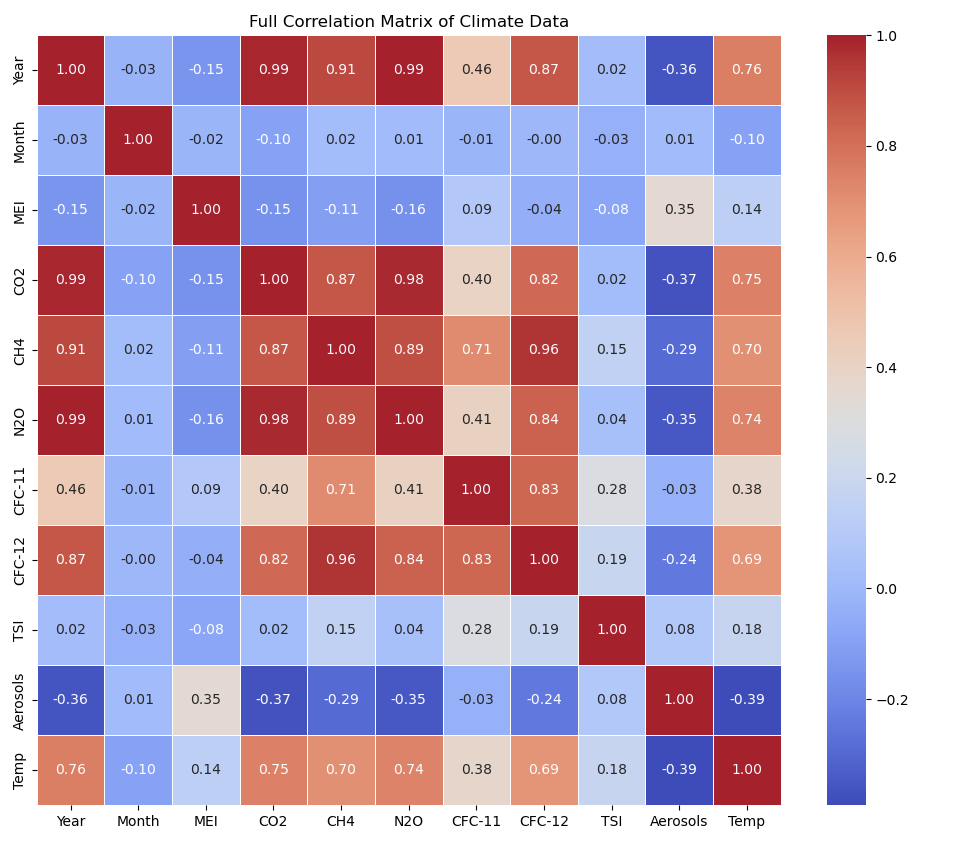 Full Correlation Matrix of Climate Data
Year 1.00 -0.03 -0.15 0.99 0.91 0.99 0.46 0.87 0.02 -0.36 0.76
Month -0.03 1.00 -0.02 -0.10 0.02 0.01 -0.01 -0.00 -0.03 0.01 -0.10
MEI -0.15 -0.02 1.00 -0.15 -0.11 -0.16 0.09 -0.04 -0.08 0.35 0.14
CO2 0.99 -0.10 -0.15 1.00 0.87 0.98 0.40 0.82 0.02 -0.37 0.75
CH4 0.91 0.02 -0.11 0.87 1.00 0.89 0.71 0.96 0.15 -0.29 0.70
N2O 0.99 0.01 -0.16 0.98 0.89 1.00 0.41 0.84 0.04 -0.35 0.74
CFC-11 0.46 -0.01 0.09 0.40 0.71 0.41 1.00 0.83 0.28 -0.03 0.38
CFC-12 0.87 -0.00 -0.04 0.82 0.96 0.84 0.83 1.00 0.19 -0.24 0.69
TSI 0.02 -0.03 -0.08 0.02 0.15 0.04 0.28 0.19 1.00 0.08 0.18
Aerosols -0.36 0.01 0.35 -0.37 -0.29 -0.35 -0.03 -0.24 0.08 1.00 -0.39
Temp 0.76 -0.10 0.14 0.75 0.70 0.74 0.38 0.69 0.18 -0.39 1.00
Year Month MEI CO2 CH4 N2O CFC-11 CFC-12 TSI Aerosols Temp
1.0
0.8
0.6
0.4
0.2
0.0
−0.2